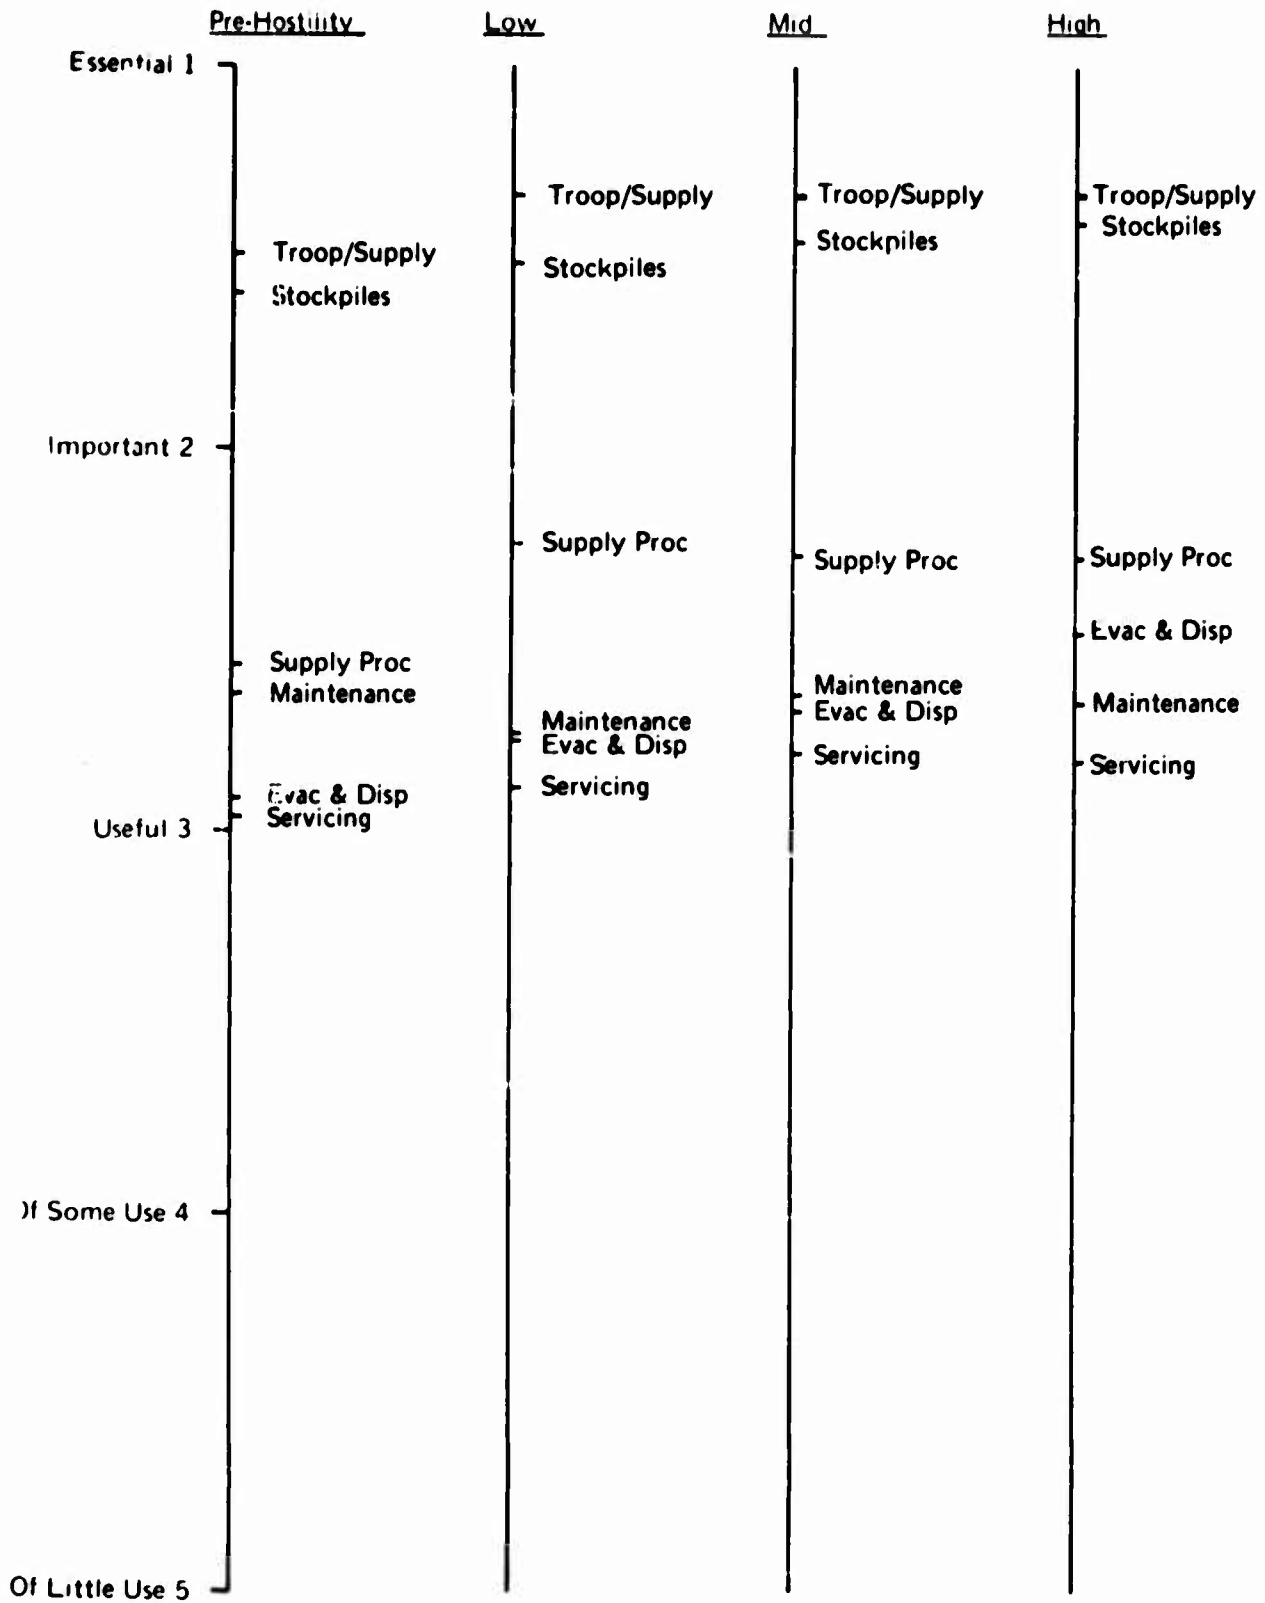 Pre-Hostility Low Mid High
Essential 1
Troop/Supply Troop/Supply Troop/Supply
Stockpiles
Stockpiles
Troop/Supply
Stockpiles
Stockpiles
Important 2
Supply Proc
Supply Proc Supply Proc
Evac & Disp
Supply Proc
Maintenance
Maintenance
Evac & Disp
Maintenance
Maintenance
Evac & Disp
Servicing
Servicing
Servicing
Evac & Disp
Servicing
Useful 3
Of Some Use 4
Of Little Use 5